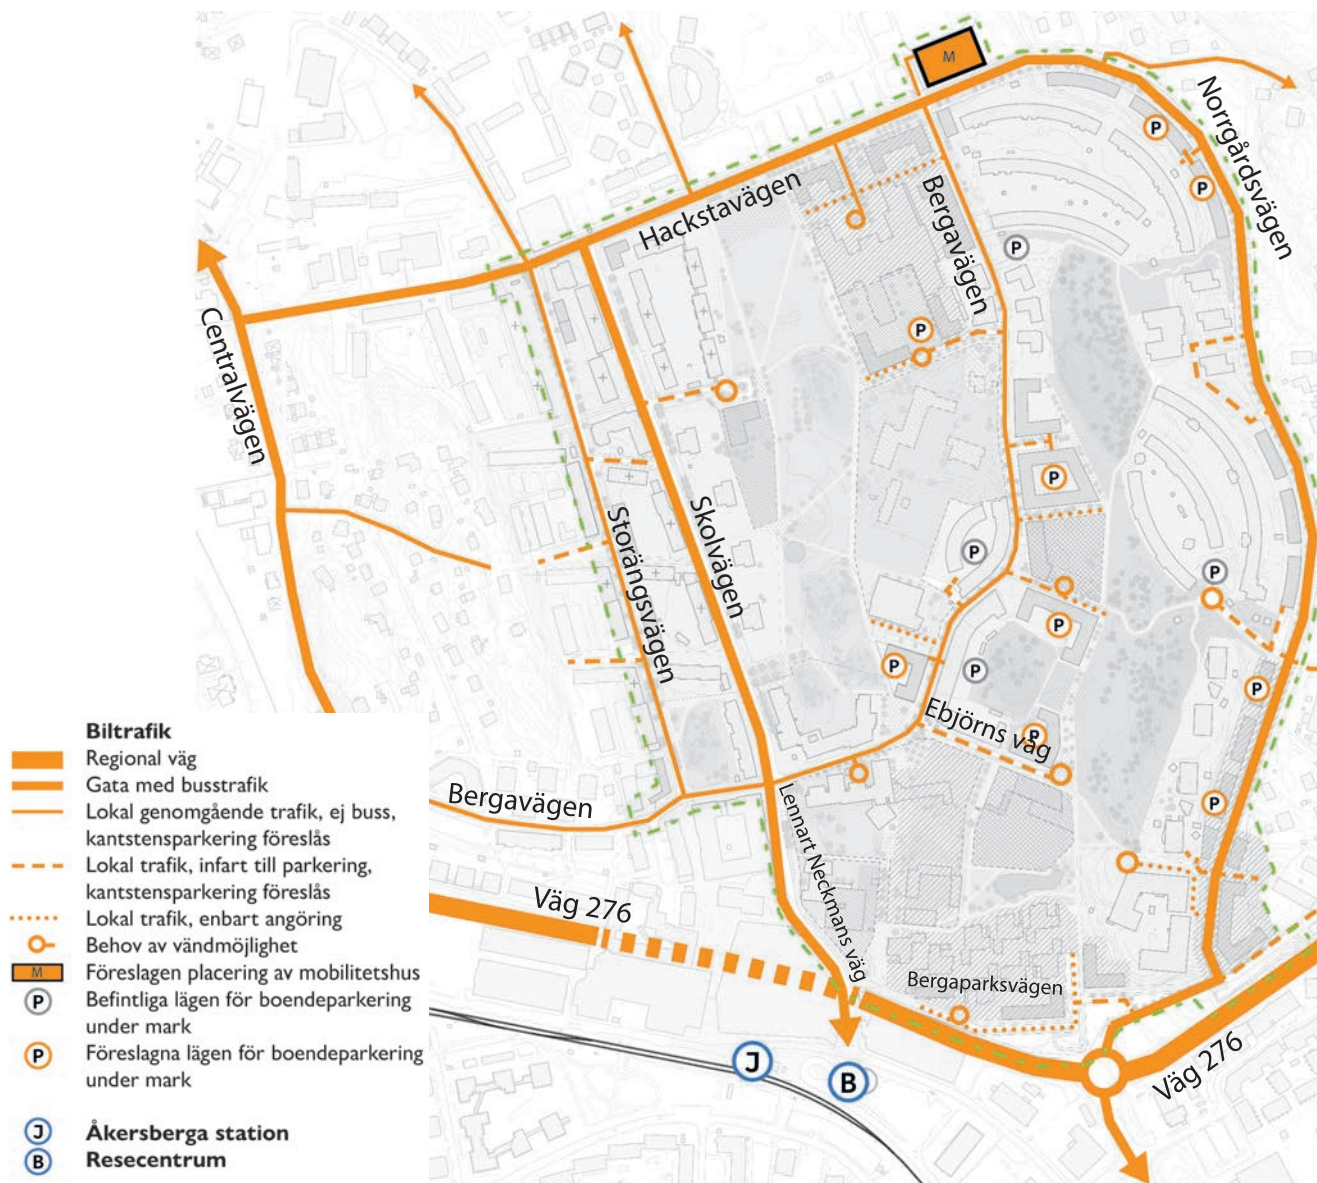 M
Norrgårdsvägen
P
P
Hackstavägen
Bergavägen
P
Centralvägen
P
P
Skolvägen
Storängsvägen
P
P
P
P
P
P
Ebjörns väg
P
P
Bergavägen
Lennart Neckmans väg
Väg 276
Bergaparksvägen
Väg 276
J
B
Biltrafik
Regional väg
Gata med busstrafik
Lokal genomgående trafik, ej buss,
kantstensparkering föreslås
Lokal trafik, infart till parkering,
kantstensparkering föreslås
Lokal trafik, enbart angöring
Behov av vändmöjlighet
M Föreslagen placering av mobilitetshus
P Befintliga lägen för boendeparkering
under mark
P Föreslagna lägen för boendeparkering
under mark
J Åkersberga station
B Resecentrum